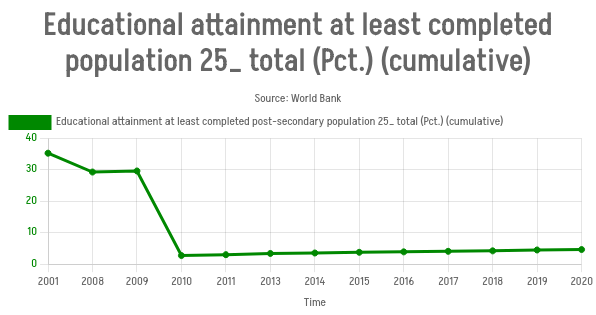 Educational attainment at least completed
population 25_ total (Pct.) (cumulative)
Source: World Bank
Educational attainment at least completed post-secondary population 25_ total (Pct.) (cumulative)
40
30
20
10
0
2001 2008 2009 2010 2011 2013 2014 2015 2016 2017 2018 2019 2020
Time